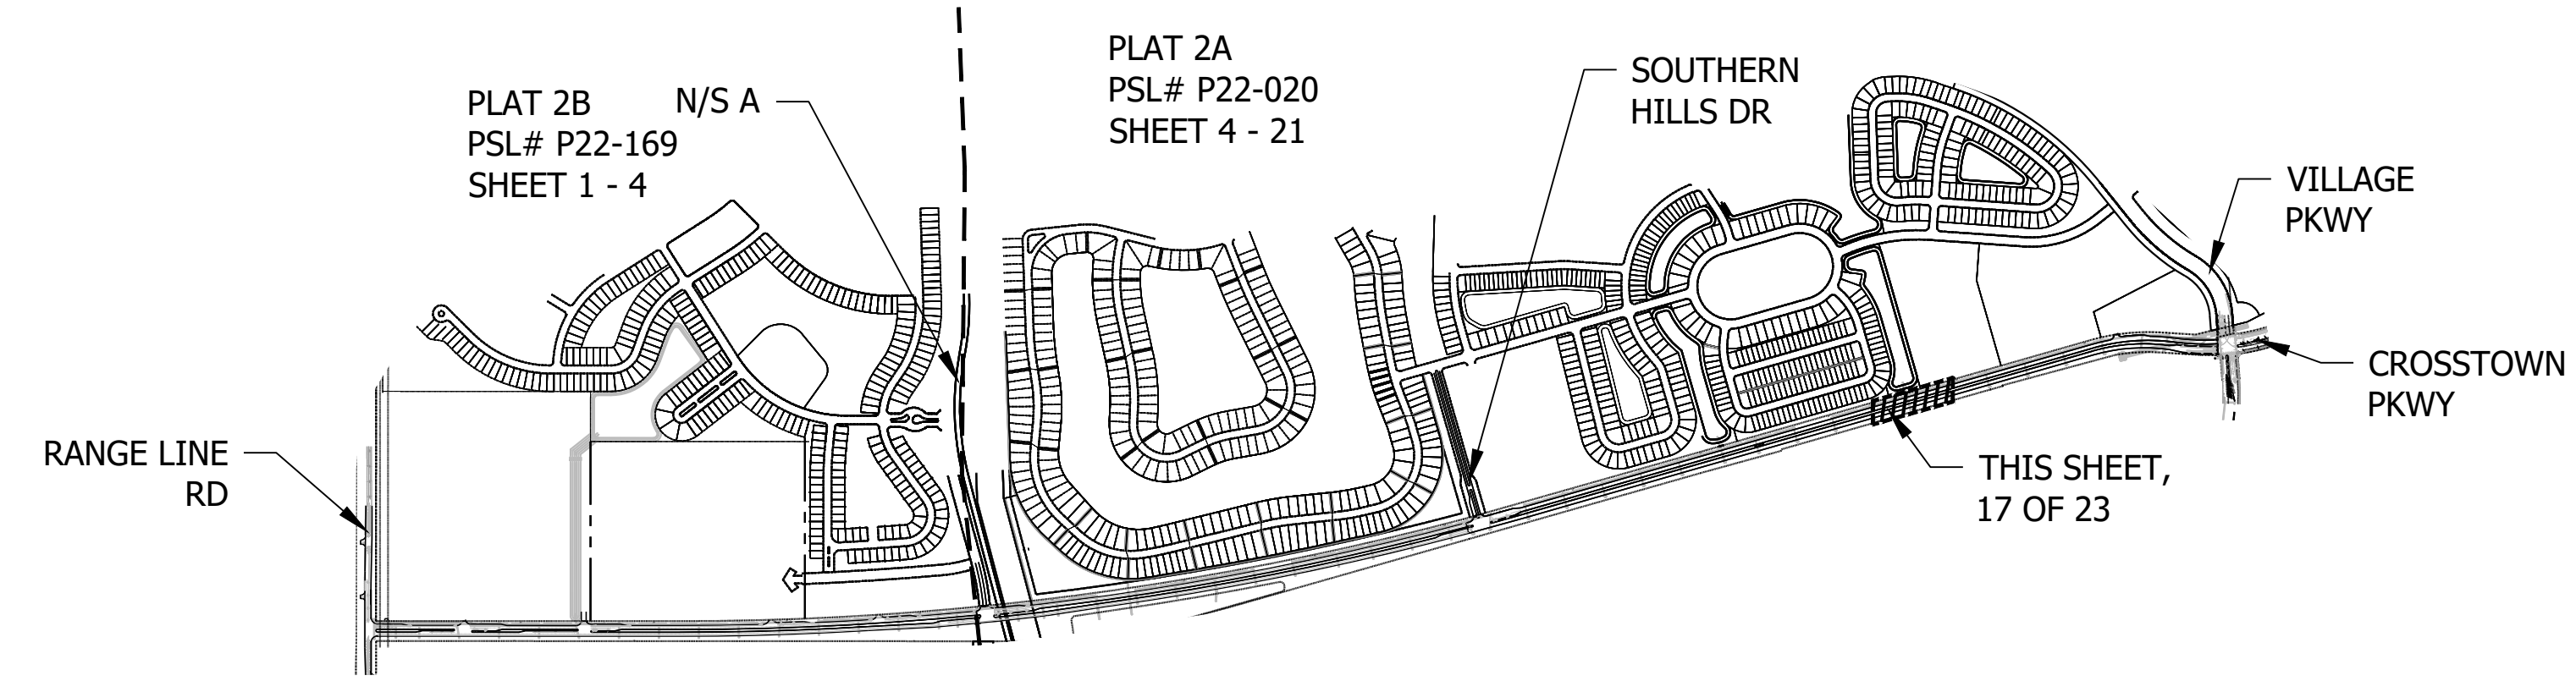 PLAT 2B
PSL# P22-169
SHEET 1 - 4
N/S A
PLAT 2A
PSL# P22-020
SHEET 4 - 21
SOUTHERN
HILLS DR
VILLAGE
PKWY
CROSSTOWN
PKWY
THIS SHEET,
17 OF 23
RANGE LINE
RD